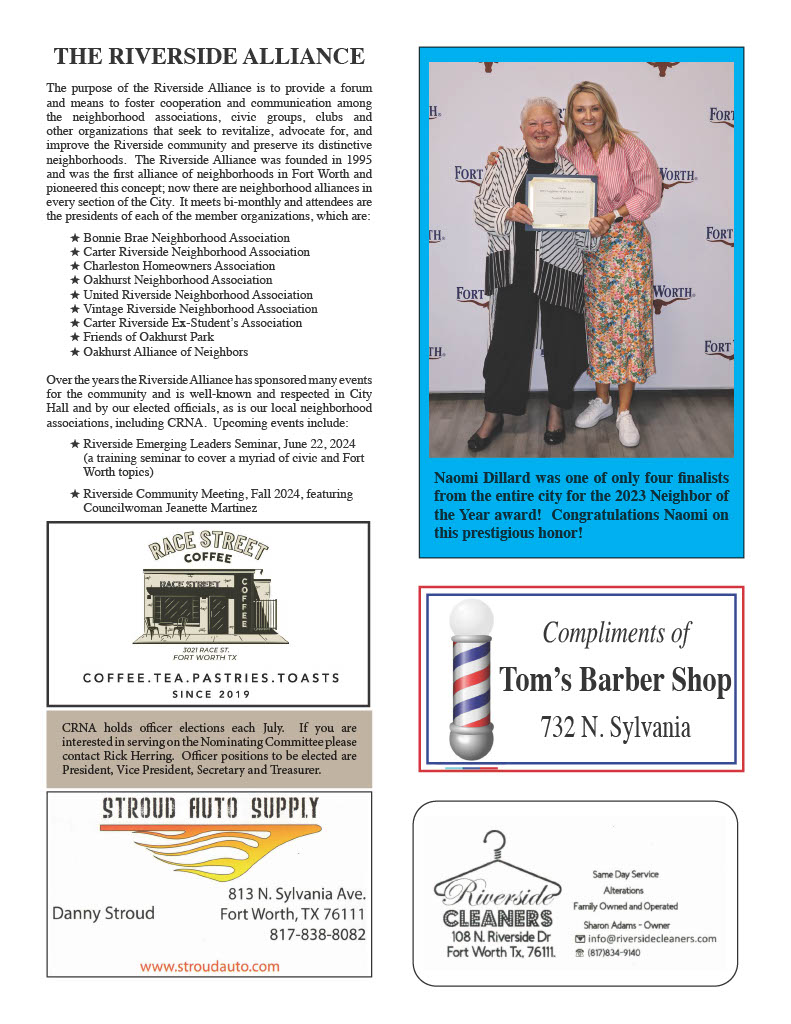 THE RIVERSIDE ALLIANCE
The purpose of the Riverside Alliance is to provide a forum
and means to foster cooperation and communication among
the neighborhood associations, civic groups, clubs and
other organizations that seek to revitalize, advocate for, and
improve the Riverside community and preserve its distinctive
neighborhoods.  The Riverside Alliance was founded in 1995
and was the first alliance of neighborhoods in Fort Worth and
pioneered this concept; now there are neighborhood alliances in
every section of the City.  It meets bi-monthly and attendees are
the presidents of each of the member organizations, which are:
★ Bonnie Brae Neighborhood Association
★ Carter Riverside Neighborhood Association
★ Charleston Homeowners Association
★ Oakhurst Neighborhood Association
★ United Riverside Neighborhood Association
★ Vintage Riverside Neighborhood Association
★ Carter Riverside Ex-Student's Association
★ Friends of Oakhurst Park
★ Oakhurst Alliance of Neighbors
Over the years the Riverside Alliance has sponsored many events
for the community and is well-known and respected in City
Hall and by our elected officials, as is our local neighborhood
associations, including CRNA.  Upcoming events include:
★ Riverside Emerging Leaders Seminar, June 22, 2024
(a training seminar to cover a myriad of civic and Fort
Worth topics)
★ Riverside Community Meeting, Fall 2024, featuring
Councilwoman Jeanette Martinez
RACE STREET
COFFEE
RACE STREET
COFFEE
3021 RACE ST.
FORT WORTH TX
COFFEE.TEA.PASTRIES.TOASTS
SINCE 2019
CRNA holds officer elections each July.  If you are
interested in serving on the Nominating Committee please
contact Rick Herring.  Officer positions to be elected are
President, Vice President, Secretary and Treasurer.
STROUD AUTO SUPPLY
813 N. Sylvania Ave.
Danny Stroud
Fort Worth, TX 76111
817-838-8082
www.stroudauto.com
H.
FORT
FORT
WORTH®
TH.
FORT
FORT
WORTH®
TH.
FORT
Naomi Dillard was one of only four finalists
from the entire city for the 2023 Neighbor of
the Year award!  Congratulations Naomi on
this prestigious honor!
Compliments of
Tom's Barber Shop
732 N. Sylvania
Riverside
CLEANERS
108 N. Riverside Dr
Fort Worth Tx, 76111.
Same Day Service
Alterations
Family Owned and Operated
Sharon Adams - Owner
info@riversidecleaners.com
(817)834-9140